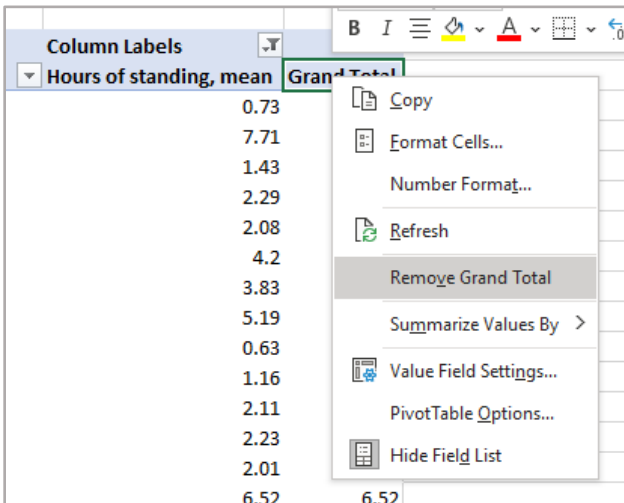 B I A
Column Labels
Hours of standing, mean Grand Total
0.73
7.71
1.43
2.29
2.08
4.2
3.83
5.19
0.63
1.16
2.11
2.23
2.01
6.52 6.52
Copy
Format Cells...
Number Format...
Refresh
Remove Grand Total
Summarize Values By
Value Field Settings...
PivotTable Options...
Hide Field List